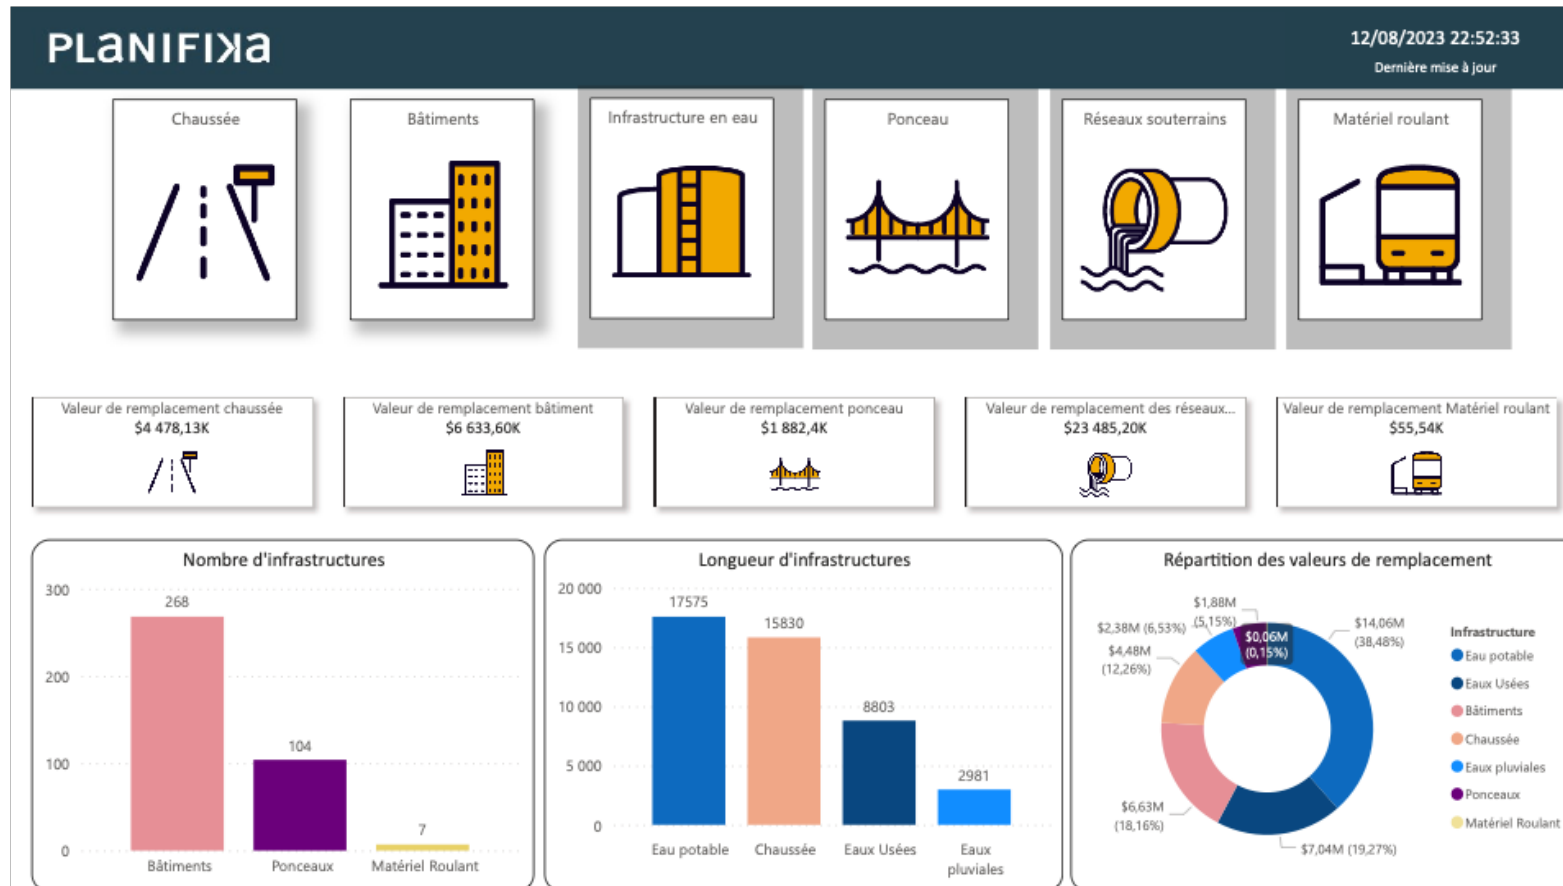 PLaNIFIKa
12/08/2023 22:52:33
Dernière mise à jour
Chaussée
Bâtiments
Infrastructure en eau
Ponceau
Réseaux souterrains
Matériel roulant
Valeur de remplacement chaussée
$4 478,13K
Valeur de remplacement bâtiment
$6 633,60K
Valeur de remplacement ponceau
$1 882,4K
Valeur de remplacement des réseaux...
$23 485,20K
Valeur de remplacement Matériel roulant
$55,54K
Nombre d'infrastructures
300
200
100
0
268
104
7
Bâtiments
Ponceaux
Matériel Roulant
Longueur d'infrastructures
20 000
15 000
10 000
5 000
0
17575
15830
8803
2981
Eau potable
Chaussée
Eaux Usées
Eaux
pluviales
Répartition des valeurs de remplacement
$1,88M
(5,15%)
$2,38M (6,53%)
$0,06M
(0,15%)
$4,48M
(12,26%)
$14,06M
(38,48%)
$6,63M
(18,16%)
$7,04M (19,27%)
Infrastructure
Eau potable
Eaux Usées
Bâtiments
Chaussée
Eaux pluviales
Ponceaux
Matériel Roulant